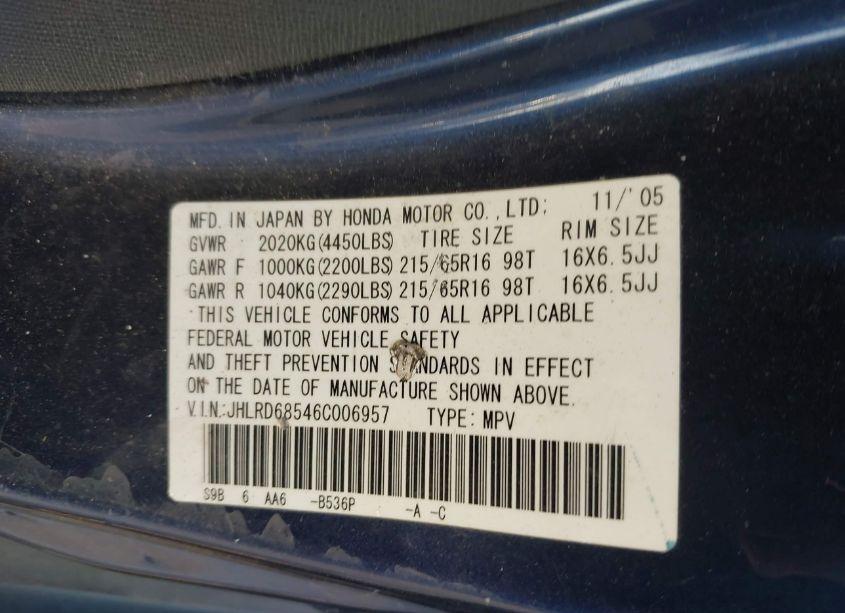 MFD. IN JAPAN BY HONDA MOTOR CO., LTD: 11/'05
GVWR 2020KG(4450LBS) TIRE SIZE RIM SIZE
GAWR F 1000KG(2200LBS) 215/65R16 98T 16X6.5JJ
GAWR R 1040KG(2290LBS) 215/65R16 98T 16X6.5JJ
THIS VEHICLE CONFORMS TO ALL APPLICABLE
FEDERAL MOTOR VEHICLE SAFETY
AND THEFT PREVENTION STANDARDS IN EFFECT
ON THE DATE OF MANUFACTURE SHOWN ABOVE.
V.I.N.:JHLRD68546C006957 TYPE: MPV
S9B 6 AA6 -B536P -A -C